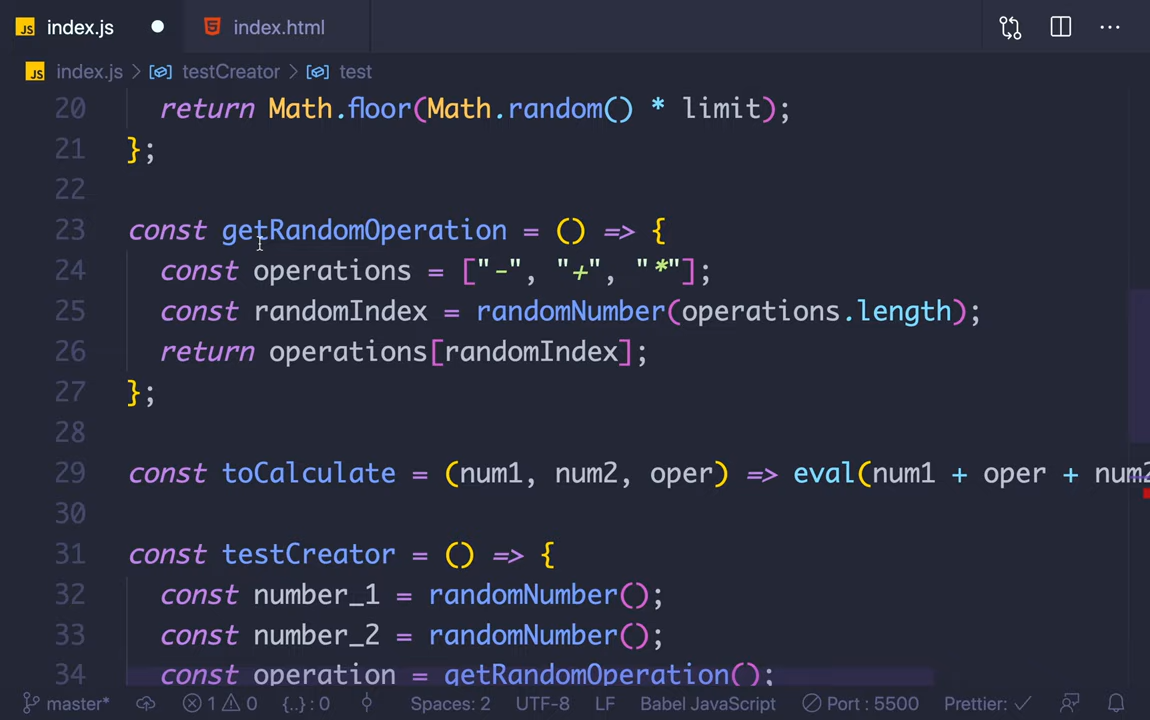 JS index.js index.html
JS index.js > testCreator > test
20 return Math.floor(Math.random() * limit);
21 };
22
23 const getRandomOperation = () => {
24 const operations = ["-", "+", "*"];
25 const randomIndex = randomNumber(operations.length);
26 return operations[randomIndex];
27 };
28
29 const toCalculate = (num1, num2, oper) => eval(num1 + oper + num2
30
31 const testCreator = () => {
32 const number_1 = randomNumber();
33 const number_2 = randomNumber();
34 const operation = getRandomOperation();
master* 1 0 {..} : 0 Spaces: 2 UTF-8 LF Babel JavaScript Port : 5500 Prettier: ✓